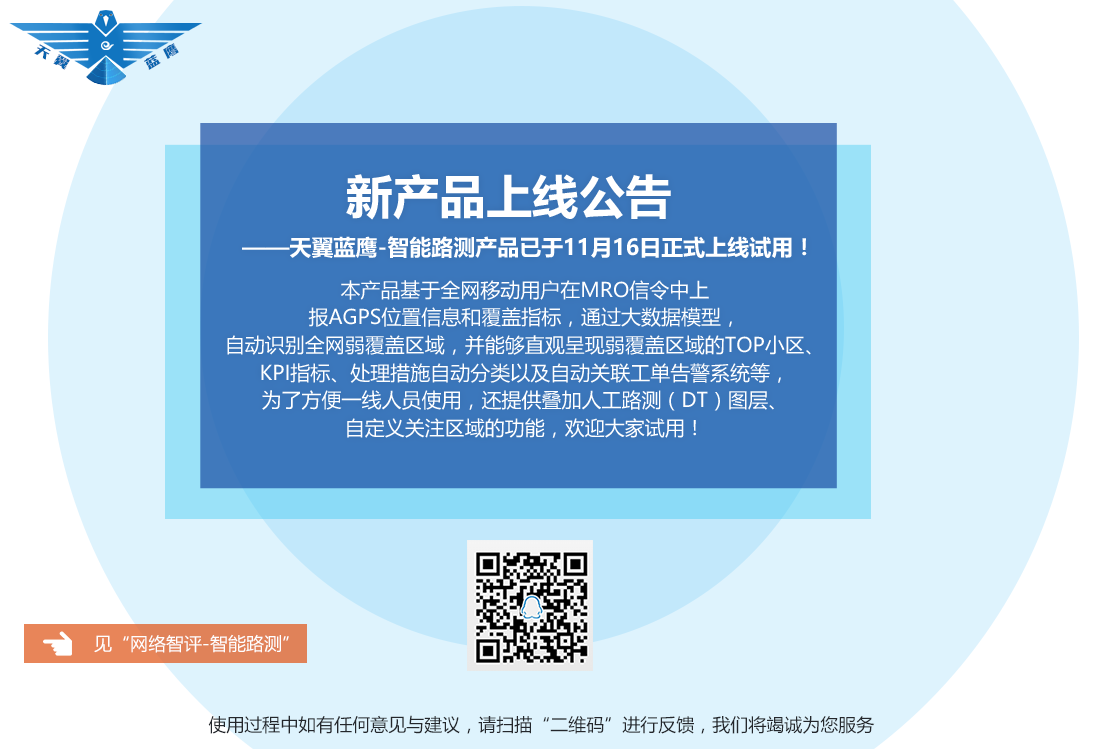 天翼 蓝鹰
新产品上线公告
——天翼蓝鹰-智能路测产品已于11月16日正式上线试用！
本产品基于全网移动用户在MRO信令中上
报AGPS位置信息和覆盖指标，通过大数据模型，
自动识别全网弱覆盖区域，并能够直观呈现弱覆盖区域的TOP小区、
KPI指标、处理措施自动分类以及自动关联工单告警系统等，
为了方便一线人员使用，还提供叠加人工路测（DT）图层、
自定义关注区域的功能，欢迎大家试用！
见“网络智评-智能路测”
使用过程中如有任何意见与建议，请扫描“二维码”进行反馈，我们将竭诚为您服务